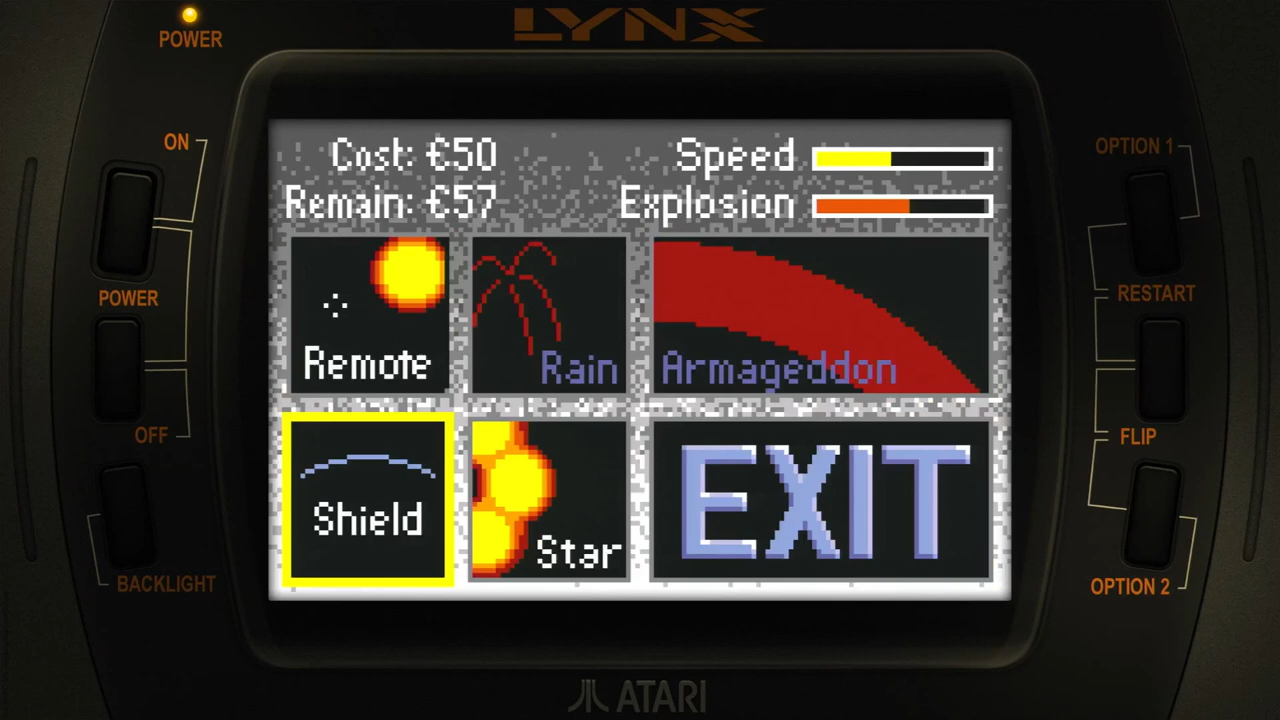 LYNX
POWER
ON
OPTION 1
Cost: €50
Speed
Remain: €57
Explosion
POWER
RESTART
Remote
Rain
Armageddon
OFF
FLIP
Shield
Star
EXIT
BACKLIGHT
OPTION 2
ATARI